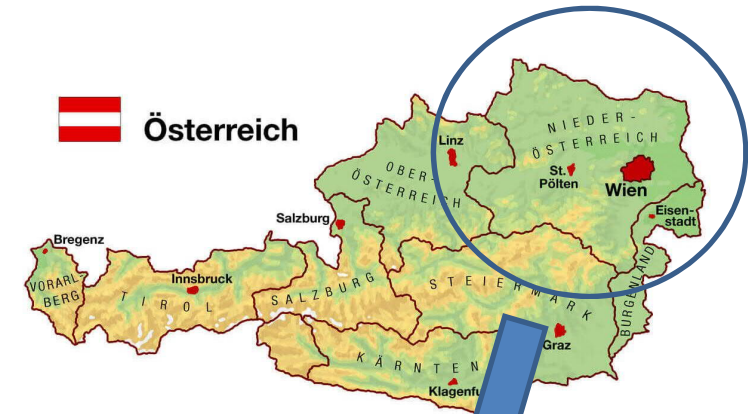 Österreich
NIEDER-
ÖSTERREICH
Linz
OBER-
ÖSTERREICH
St.
Pölten
Wien
Eisen-
stadt
Salzburg
Bregenz
VORARL-
BERG
Innsbruck
TIROL
SALZBURG
STEIERMARK
BURGENLAND
Graz
KÄRNTEN
Klagenfu